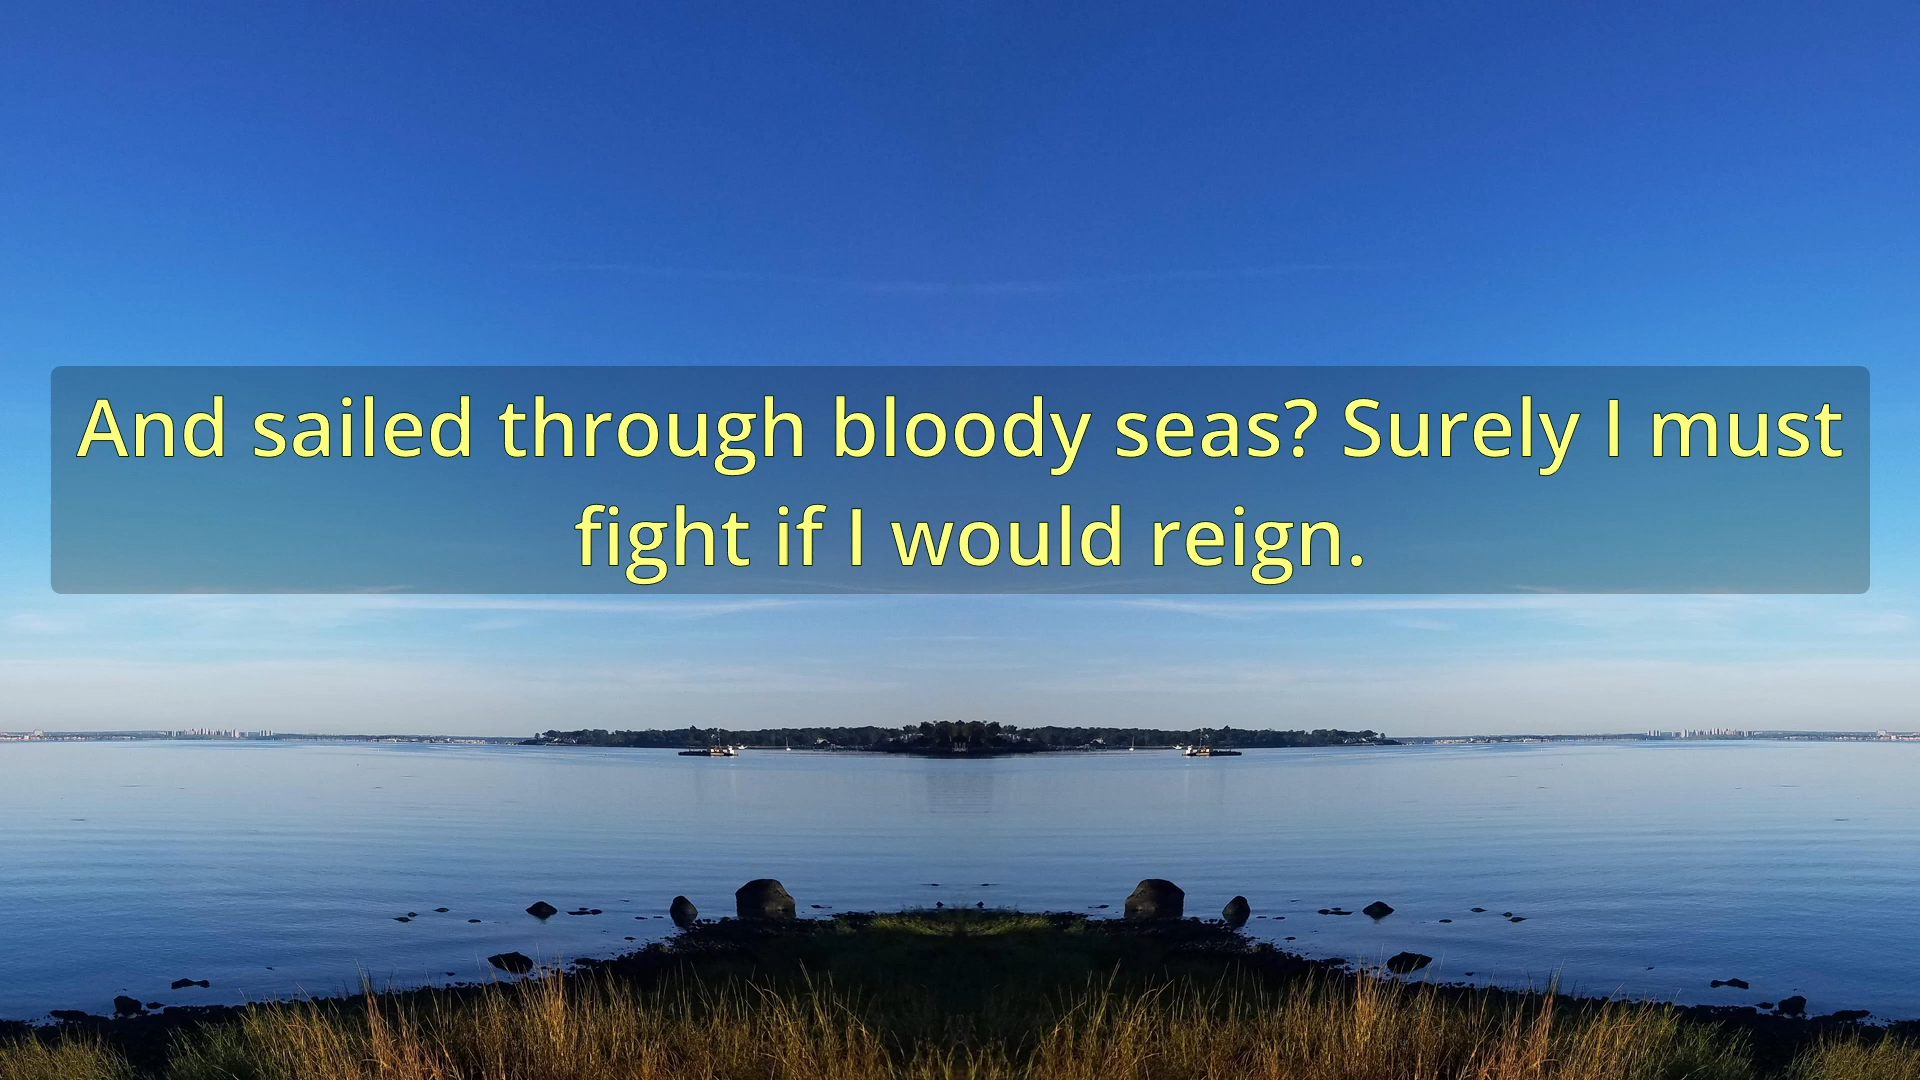 And sailed through bloody seas? Surely I must
fight if I would reign.